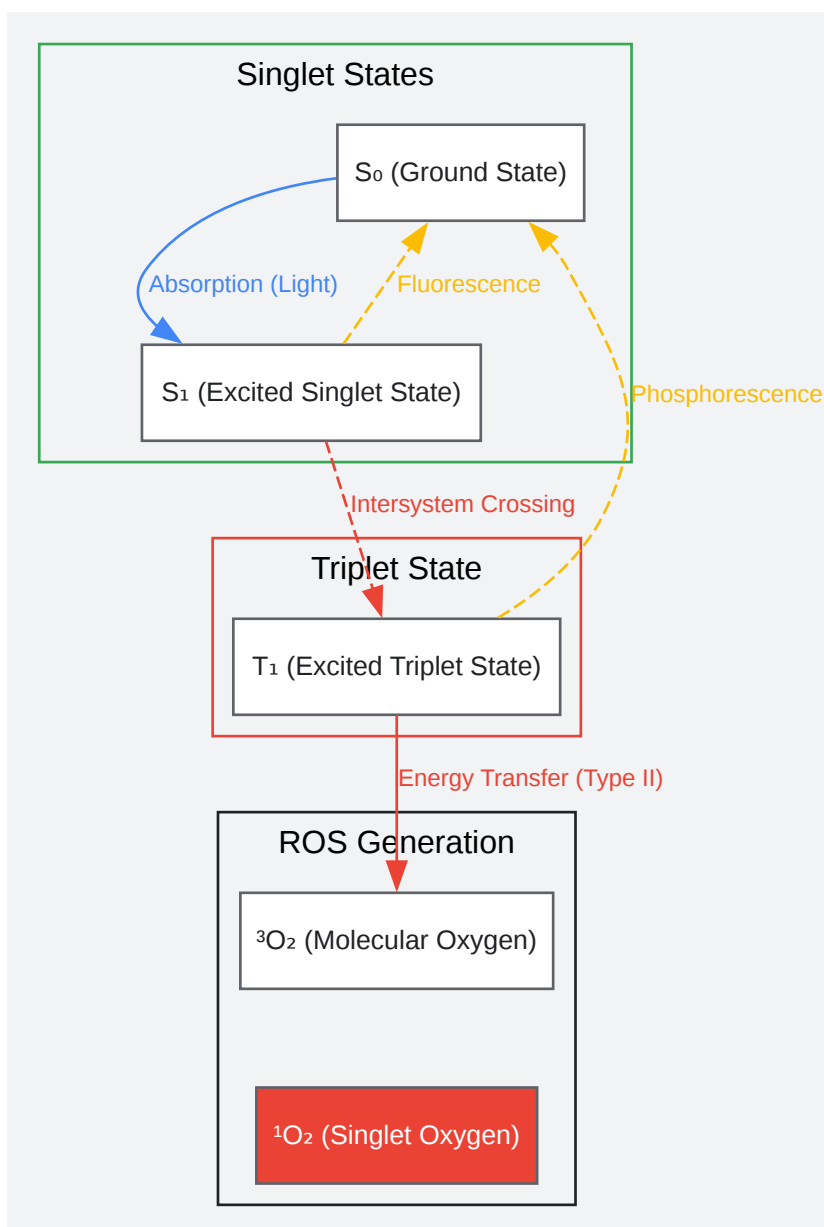 Singlet States
S₀ (Ground State)
Absorption (Light)
Fluorescence
S₁ (Excited Singlet State)
Phosphorescence
Intersystem Crossing
Triplet State
T₁ (Excited Triplet State)
Energy Transfer (Type II)
ROS Generation
³O₂ (Molecular Oxygen)
¹O₂ (Singlet Oxygen)